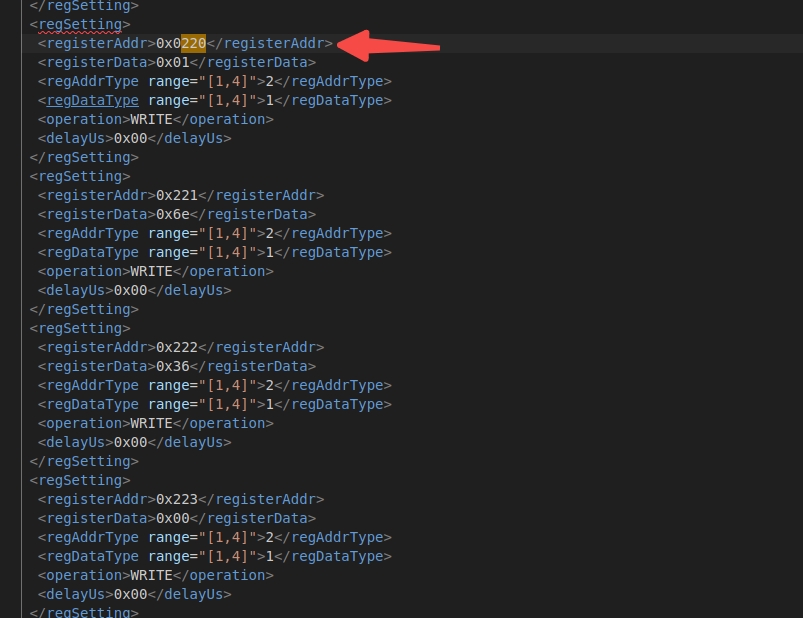 </regSetting>
<regSetting>
<registerAddr>0x0220</registerAddr>
<registerData>0x01</registerData>
<regAddrType range="[1,4]">2</regAddrType>
<regDataType range="[1,4]">1</regDataType>
<operation>WRITE</operation>
<delayUs>0x00</delayUs>
</regSetting>
<regSetting>
<registerAddr>0x221</registerAddr>
<registerData>0x6e</registerData>
<regAddrType range="[1,4]">2</regAddrType>
<regDataType range="[1,4]">1</regDataType>
<operation>WRITE</operation>
<delayUs>0x00</delayUs>
</regSetting>
<regSetting>
<registerAddr>0x222</registerAddr>
<registerData>0x36</registerData>
<regAddrType range="[1,4]">2</regAddrType>
<regDataType range="[1,4]">1</regDataType>
<operation>WRITE</operation>
<delayUs>0x00</delayUs>
</regSetting>
<regSetting>
<registerAddr>0x223</registerAddr>
<registerData>0x00</registerData>
<regAddrType range="[1,4]">2</regAddrType>
<regDataType range="[1,4]">1</regDataType>
<operation>WRITE</operation>
<delayUs>0x00</delayUs>
</regSetting>